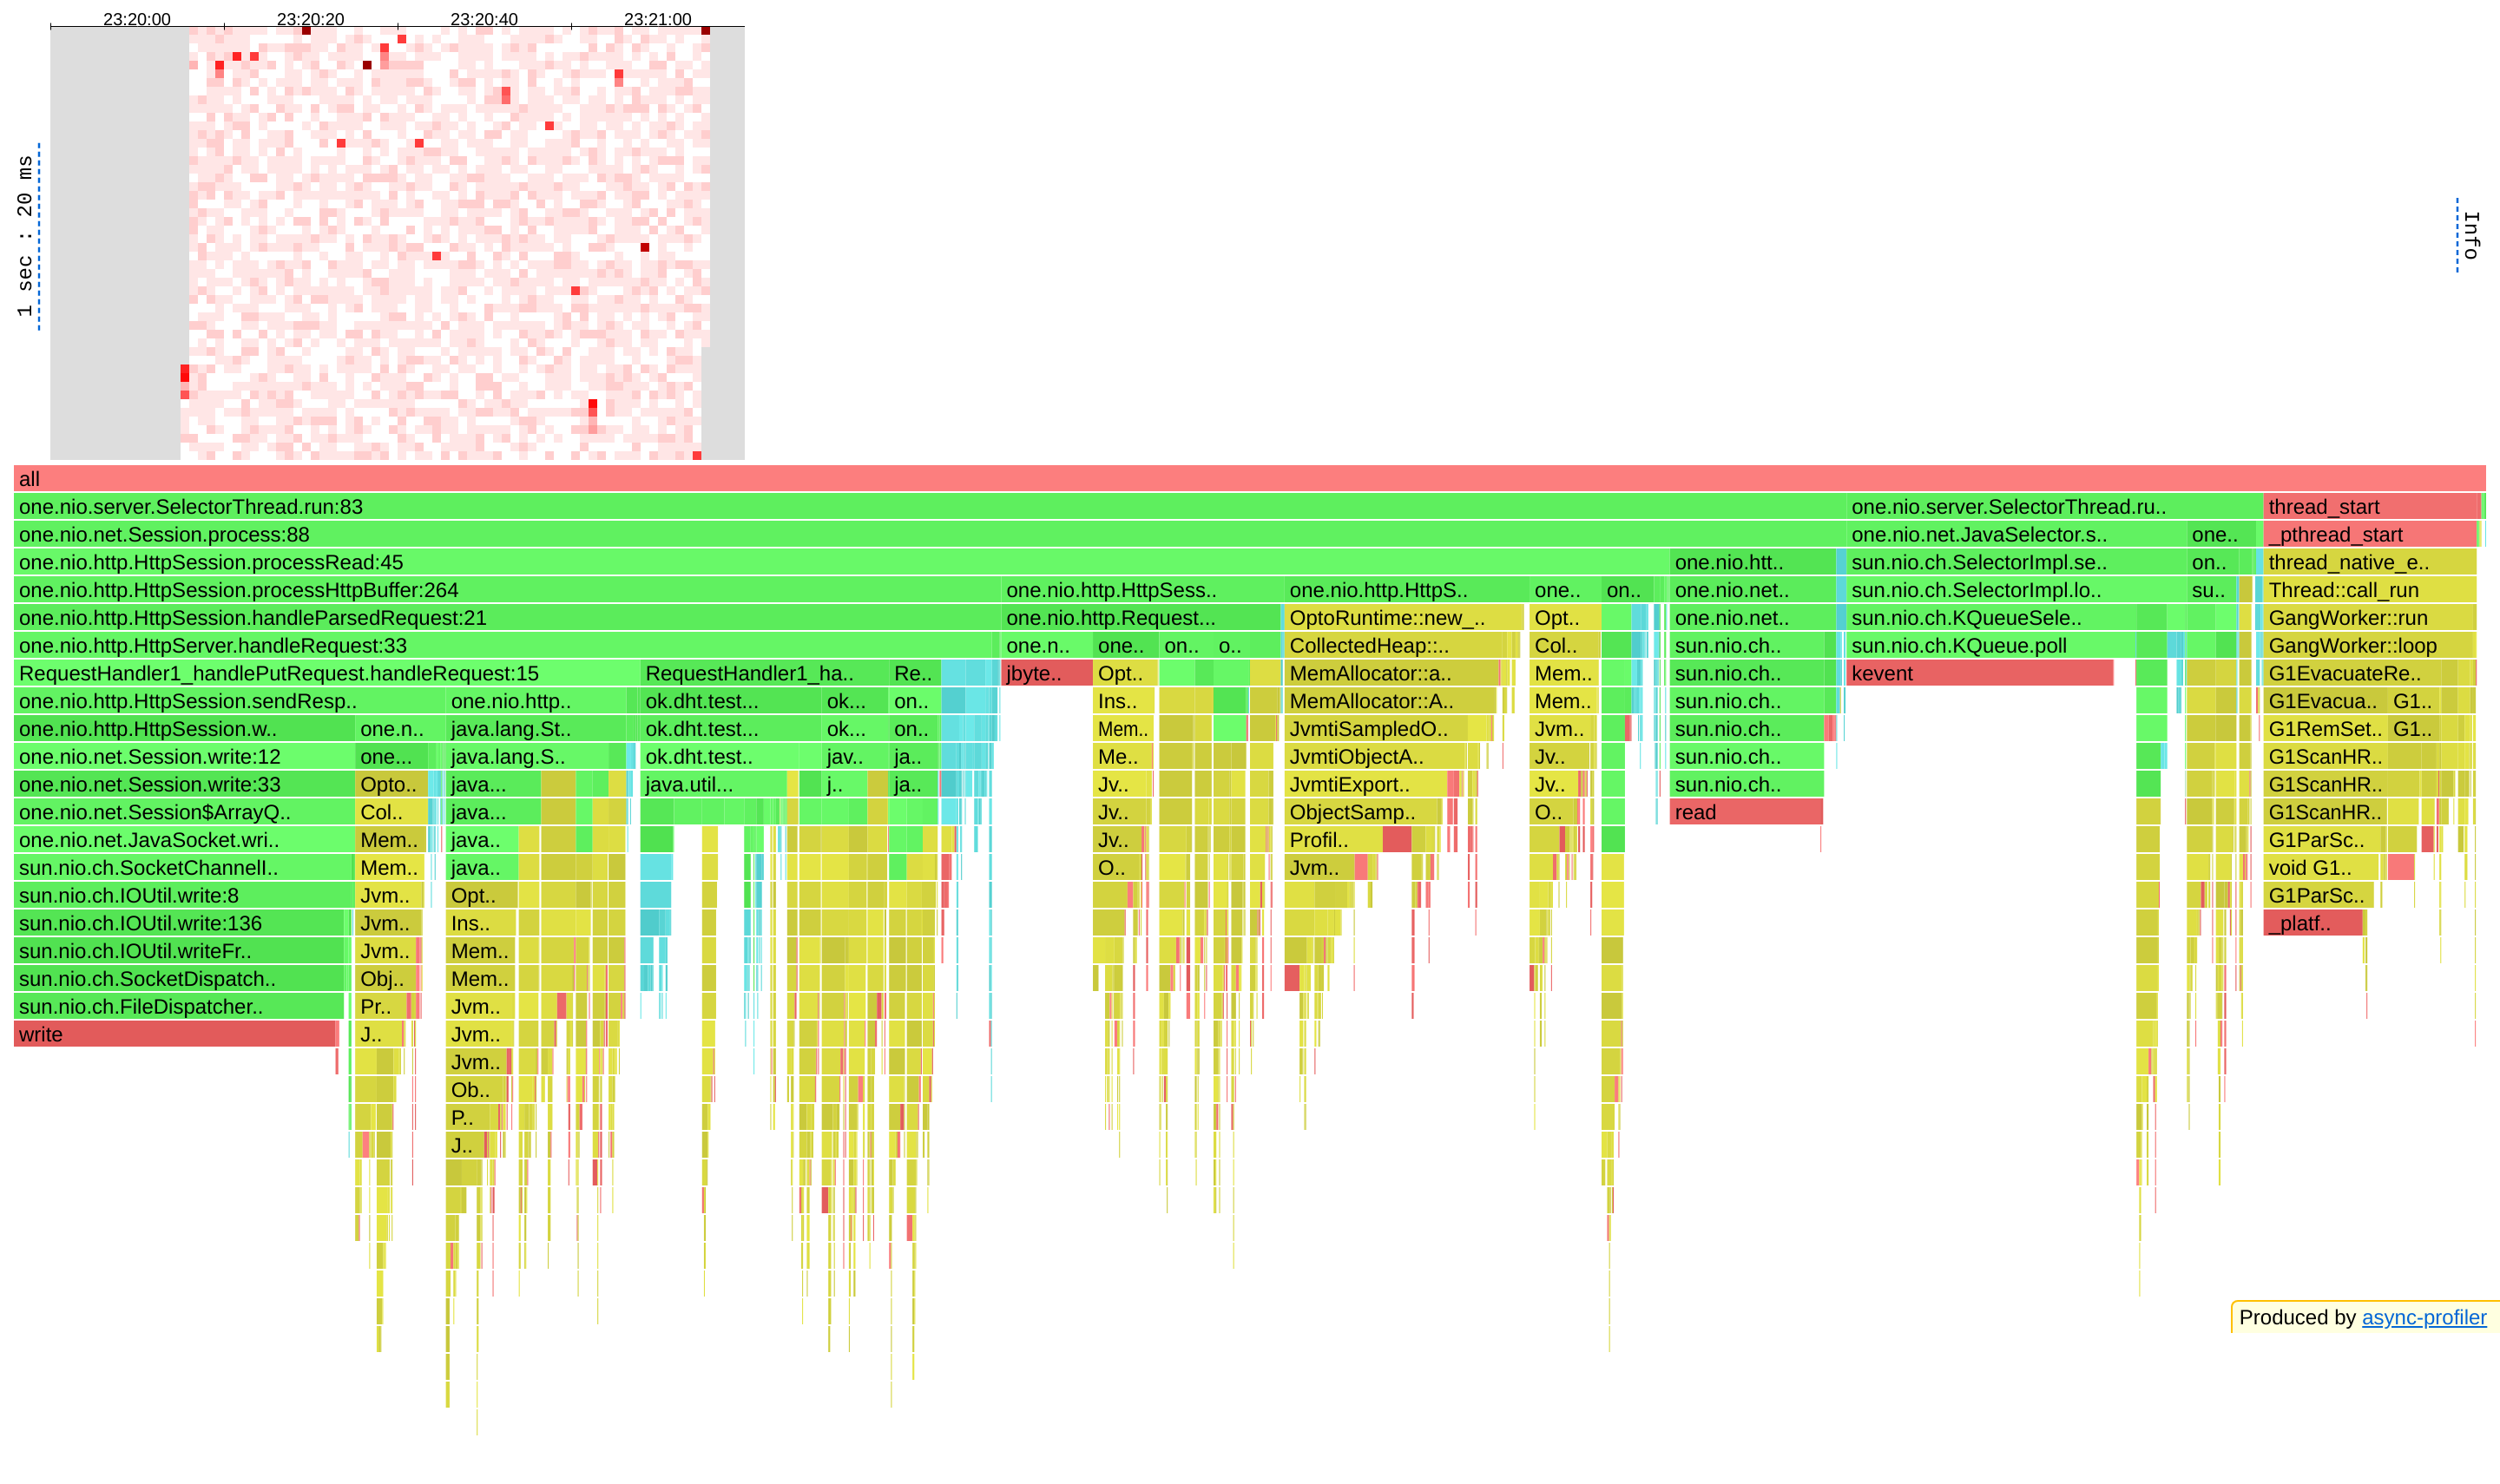 23:20:00 23:20:20 23:20:40 23:21:00
1 sec : 20 ms
Info
all
one.nio.server.SelectorThread.run:83 one.nio.server.SelectorThread.ru.. thread_start
one.nio.net.Session.process:88 one.nio.net.JavaSelector.s.. one.. _pthread_start
one.nio.http.HttpSession.processRead:45 one.nio.htt.. sun.nio.ch.SelectorImpl.se.. on.. thread_native_e..
one.nio.http.HttpSession.processHttpBuffer:264 one.nio.http.HttpSess.. one.nio.http.HttpS.. one.. on.. one.nio.net.. sun.nio.ch.SelectorImpl.lo.. su.. Thread::call_run
one.nio.http.HttpSession.handleParsedRequest:21 one.nio.http.Request... OptoRuntime::new_.. Opt.. one.nio.net.. sun.nio.ch.KQueueSele.. GangWorker::run
one.nio.http.HttpServer.handleRequest:33 one.n.. one.. on.. o.. CollectedHeap::.. Col.. sun.nio.ch.. sun.nio.ch.KQueue.poll GangWorker::loop
RequestHandler1_handlePutRequest.handleRequest:15 RequestHandler1_ha.. Re.. jbyte.. Opt.. MemAllocator::a.. Mem.. sun.nio.ch.. kevent G1EvacuateRe..
one.nio.http.HttpSession.sendResp.. one.nio.http.. ok.dht.test... ok... on.. Ins.. MemAllocator::A.. Mem.. sun.nio.ch.. G1Evacua.. G1..
one.nio.http.HttpSession.w.. one.n.. java.lang.St.. ok.dht.test... ok... on.. Mem.. JvmtiSampledO.. Jvm.. sun.nio.ch.. G1RemSet.. G1..
one.nio.net.Session.write:12 one... java.lang.S.. ok.dht.test.. jav.. ja.. Me.. JvmtiObjectA.. Jv.. sun.nio.ch.. G1ScanHR..
one.nio.net.Session.write:33 Opto.. java... java.util... j.. ja.. Jv.. JvmtiExport.. Jv.. sun.nio.ch.. G1ScanHR..
one.nio.net.Session$ArrayQ.. Col.. java... Jv.. ObjectSamp.. O.. read G1ScanHR..
one.nio.net.JavaSocket.wri.. Mem.. java.. Jv.. Profil.. G1ParSc..
sun.nio.ch.SocketChannelI.. Mem.. java.. O.. Jvm.. void G1..
sun.nio.ch.IOUtil.write:8 Jvm.. Opt.. G1ParSc..
sun.nio.ch.IOUtil.write:136 Jvm.. Ins.. _platf..
sun.nio.ch.IOUtil.writeFr.. Jvm.. Mem..
sun.nio.ch.SocketDispatch.. Obj.. Mem..
sun.nio.ch.FileDispatcher.. Pr.. Jvm..
write J.. Jvm..
Jvm..
Ob..
P..
J..
Produced by async-profiler